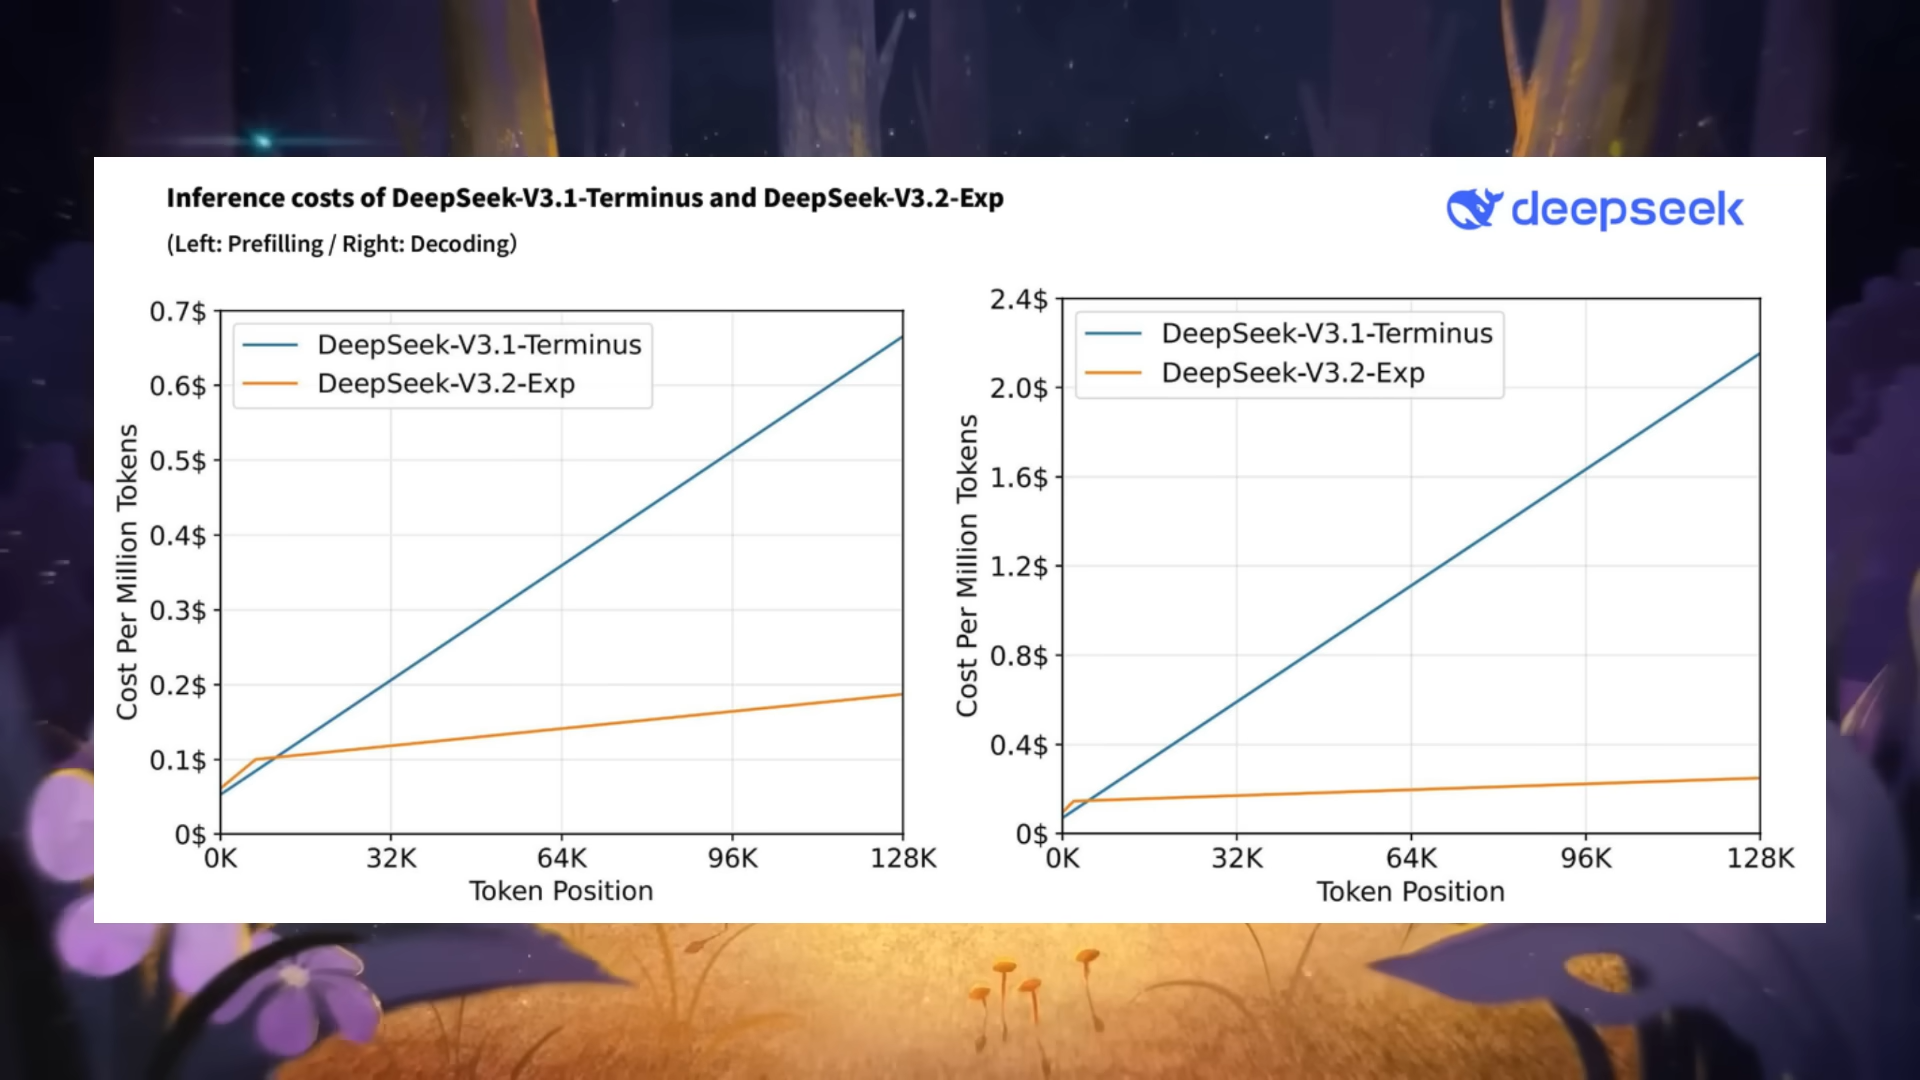 Inference costs of DeepSeek-V3.1-Terminus and DeepSeek-V3.2-Exp
(Left: Prefilling / Right: Decoding)
deepseek
0.7$
0.6$
0.5$
0.4$
0.3$
0.2$
0.1$
0$
Cost Per Million Tokens
DeepSeek-V3.1-Terminus
DeepSeek-V3.2-Exp
0K 32K 64K 96K 128K
Token Position
2.4$
2.0$
1.6$
1.2$
0.8$
0.4$
0$
Cost Per Million Tokens
DeepSeek-V3.1-Terminus
DeepSeek-V3.2-Exp
0K 32K 64K 96K 128K
Token Position